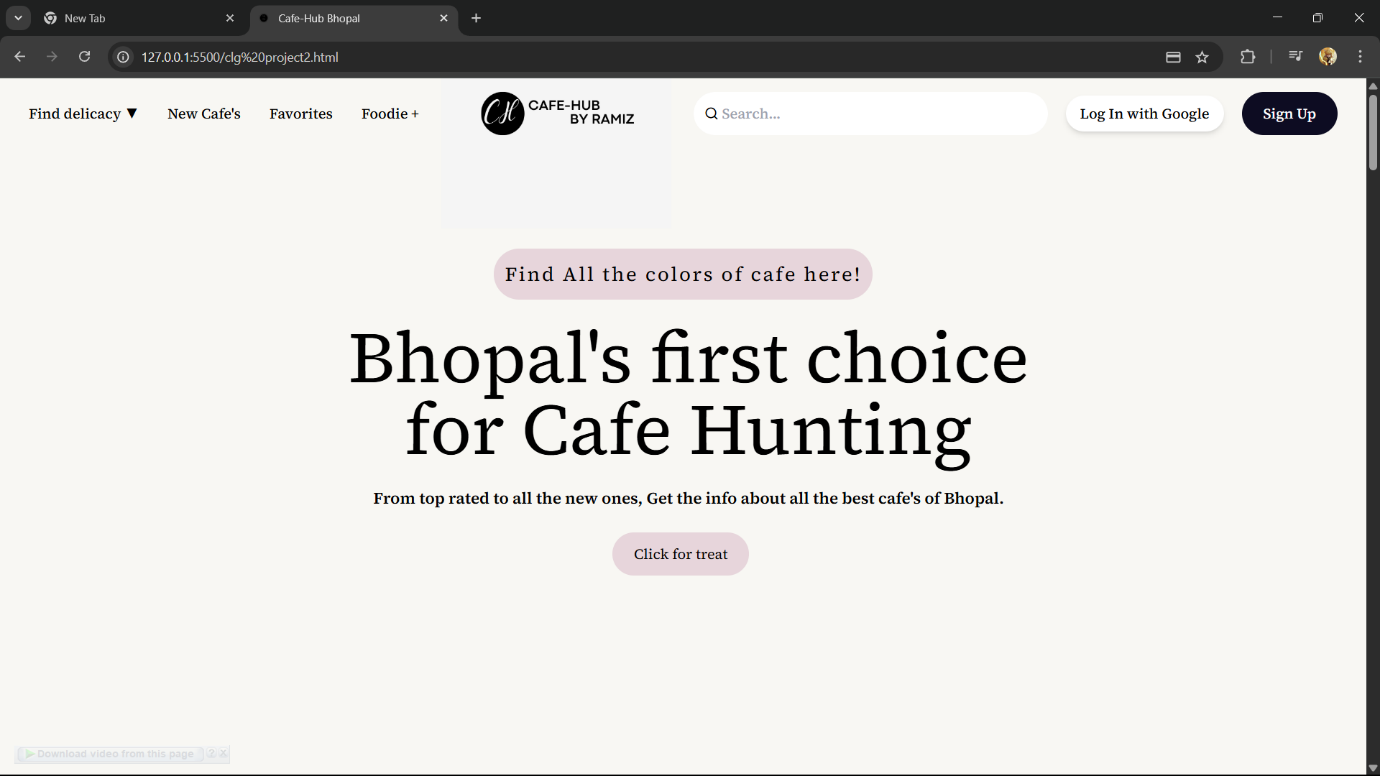 New Tab
Cafe-Hub Bhopal
127.0.0.1:5500/clg%20project2.html
Find delicacy ▼ New Cafe's Favorites Foodie +
CH CAFE-HUB
BY RAMIZ
Search...
Log In with Google
Sign Up
Find All the colors of cafe here!
Bhopal's first choice
for Cafe Hunting
From top rated to all the new ones, Get the info about all the best cafe's of Bhopal.
Click for treat
Download video from this page ? X